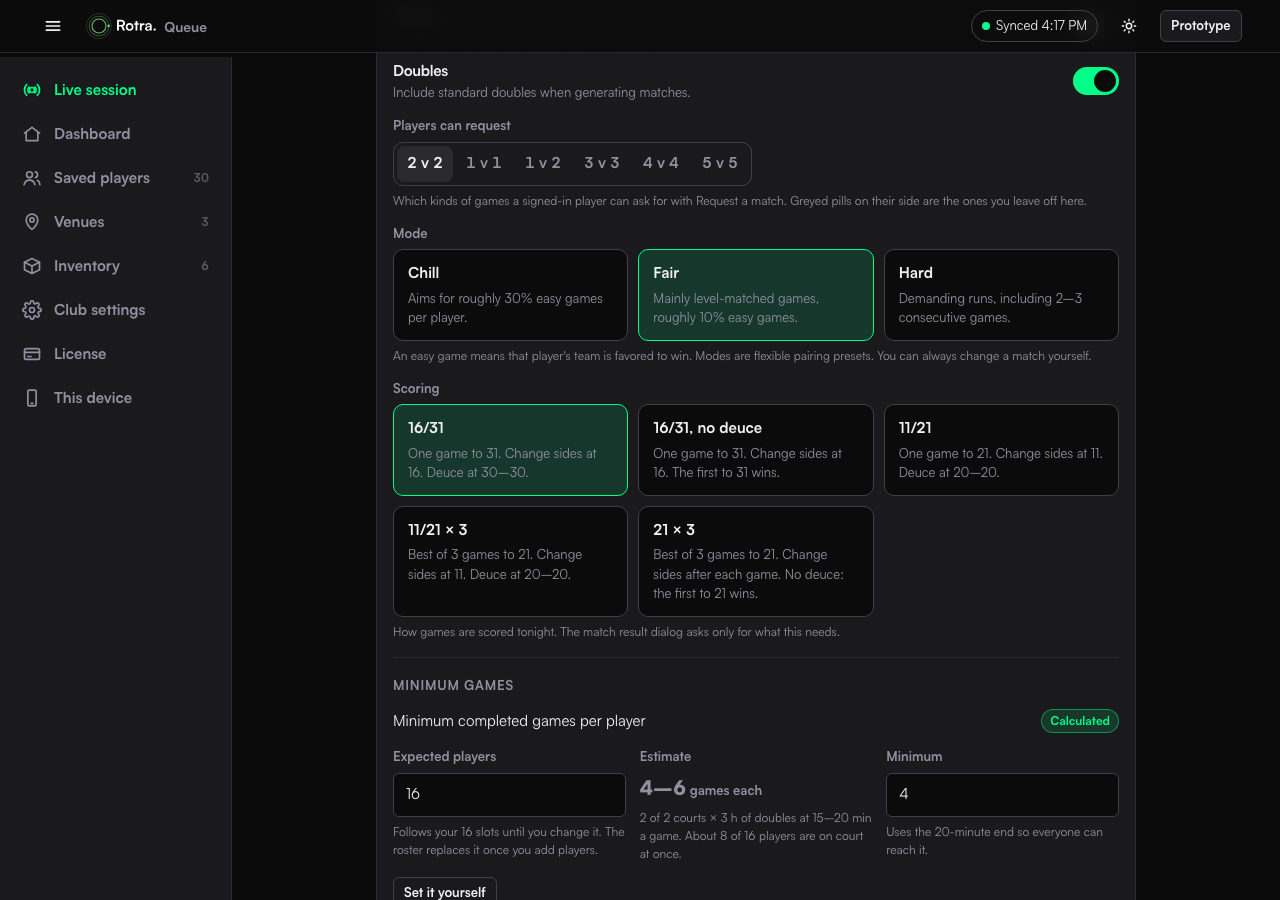 Rotra. Queue
Synced 4:17 PM
Prototype
Live session
Dashboard
Saved players 30
Venues 3
Inventory 6
Club settings
License
This device
Doubles
Include standard doubles when generating matches.
Players can request
2 v 2 1 v 1 1 v 2 3 v 3 4 v 4 5 v 5
Which kinds of games a signed-in player can ask for with Request a match. Greyed pills on their side are the ones you leave off here.
Mode
Chill
Aims for roughly 30% easy games
per player.
Fair
Mainly level-matched games,
roughly 10% easy games.
Hard
Demanding runs, including 2–3
consecutive games.
An easy game means that player's team is favored to win. Modes are flexible pairing presets. You can always change a match yourself.
Scoring
16/31
One game to 31. Change sides at
16. Deuce at 30–30.
16/31, no deuce
One game to 31. Change sides at
16. The first to 31 wins.
11/21
One game to 21. Change sides at 11.
Deuce at 20–20.
11/21 × 3
Best of 3 games to 21. Change
sides at 11. Deuce at 20–20.
21 × 3
Best of 3 games to 21. Change
sides after each game. No deuce:
the first to 21 wins.
How games are scored tonight. The match result dialog asks only for what this needs.
MINIMUM GAMES
Minimum completed games per player
Calculated
Expected players
16
Follows your 16 slots until you change it. The
roster replaces it once you add players.
Estimate
4–6 games each
2 of 2 courts × 3 h of doubles at 15–20 min
a game. About 8 of 16 players are on court
at once.
Minimum
4
Uses the 20-minute end so everyone can
reach it.
Set it yourself